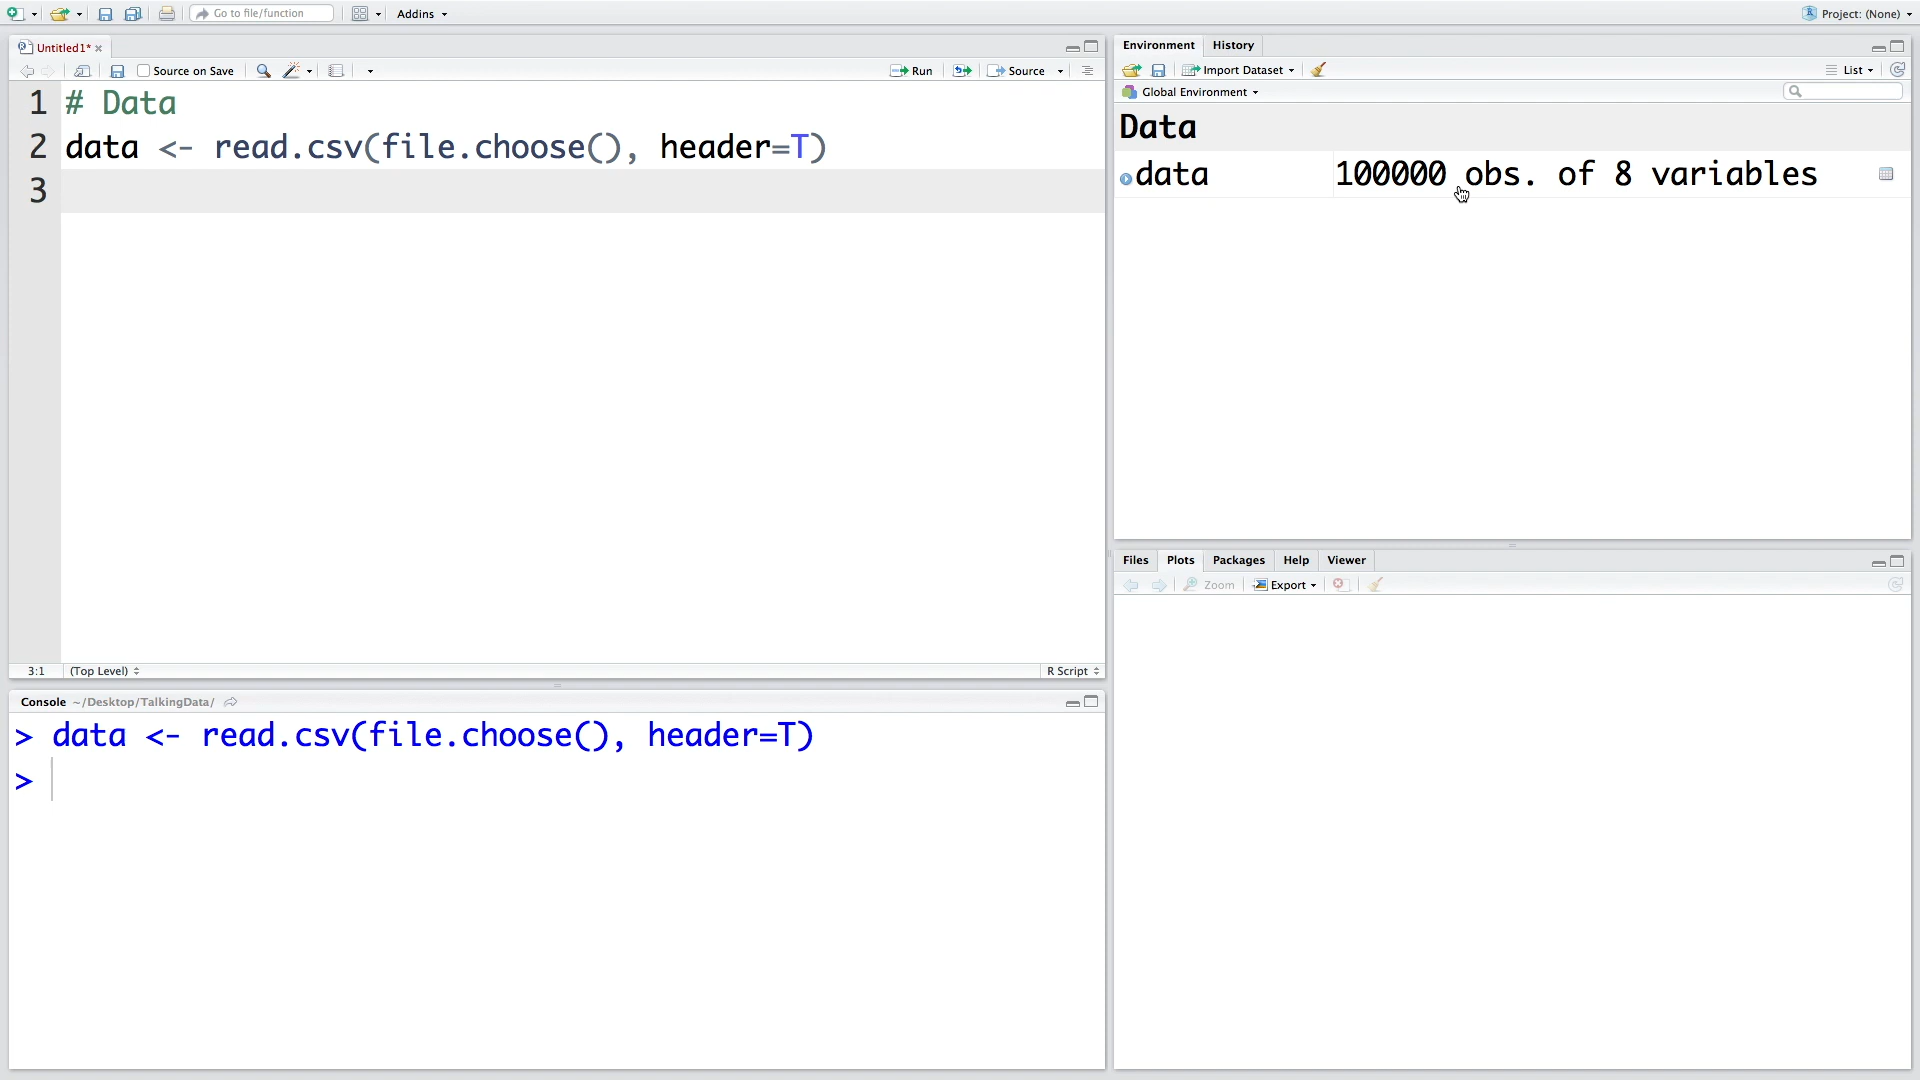 Go to file/function
Addins
Project: (None)
Untitled1*
Source on Save
Run
Source
1 # Data
2 data <- read.csv(file.choose(), header=T)
3
3:1 (Top Level)
R Script
Console ~/Desktop/TalkingData/
> data <- read.csv(file.choose(), header=T)
>
Environment History
Import Dataset
List
Global Environment
Data
data 100000 obs. of 8 variables
Files Plots Packages Help Viewer
Zoom Export